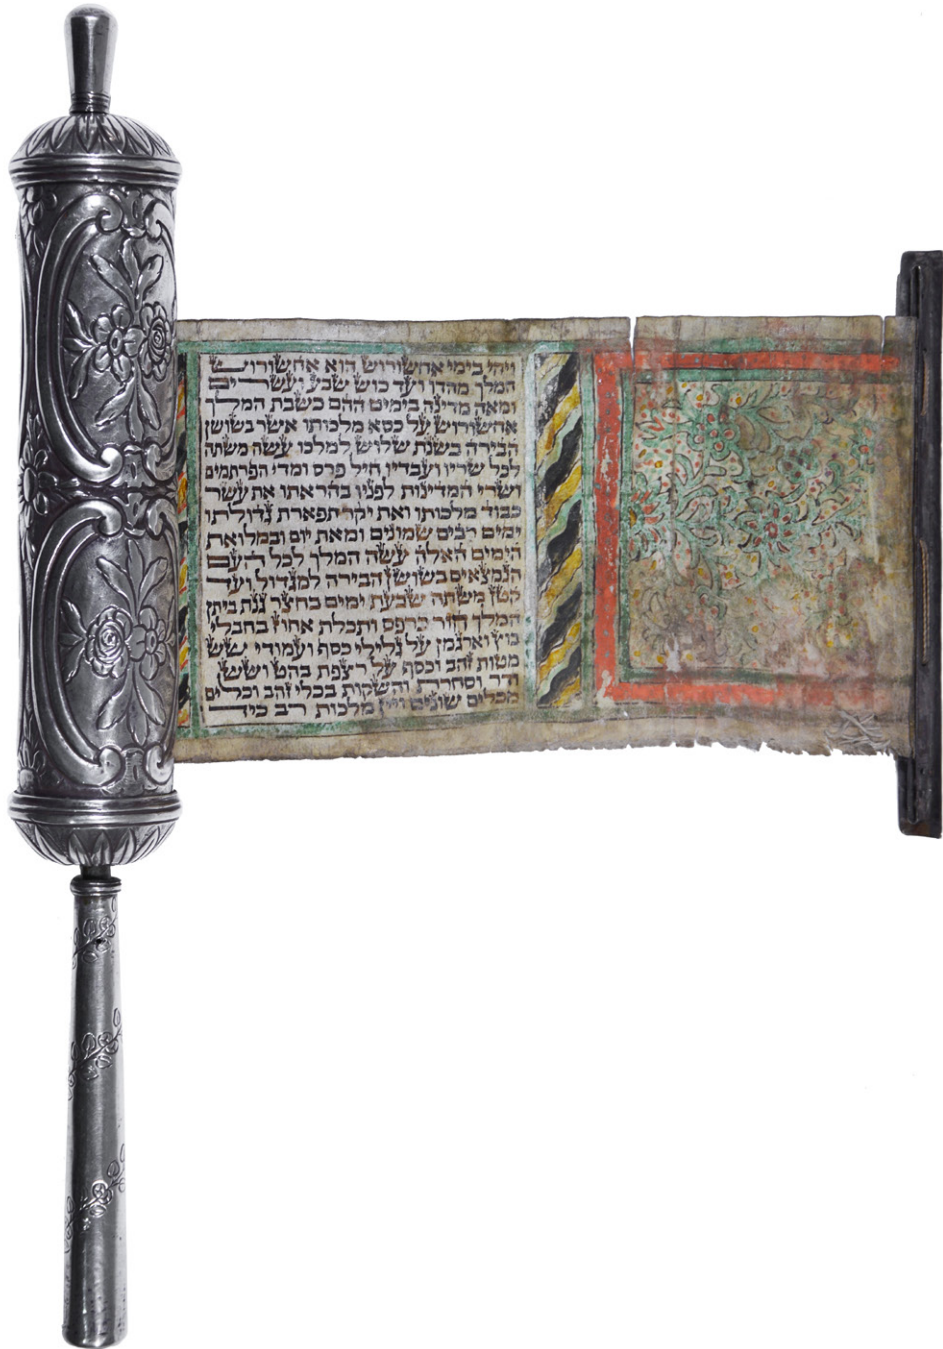 ויהי בימי אחשורוש הוא אחשורוש
המלך מהדו ועד כוש שבע ועשרים
ומאה מדינה בימים ההם כשבת המלך
אחשורוש על כסא מלכותו אשר בשושן
הבירה בשנת שלוש למלכו עשה משתה
לכל שריו ועבדיו חיל פרס ומדי הפרתמים
ושרי המדינות לפניו בהראתו את עשר
כבוד מלכותו ואת יקר תפארת גדולתו
ימים רבים שמונים ומאת יום ובמלואת
הימים האלה עשה המלך לכל העם
הנמצאים בשושן הבירה למגדול ועד
קטן משתה שבעת ימים בחצר גנת ביתן
המלך חור כרפס ותכלת אחוז בחבלי
בוץ וארגמן על גלילי כסף ועמודי שש
מטות זהב וכסף על רצפת בהט ושש
ודר וסחרת והשקות בכלי זהב וכלים
מכלים שונים ויין מלכות רב כיד